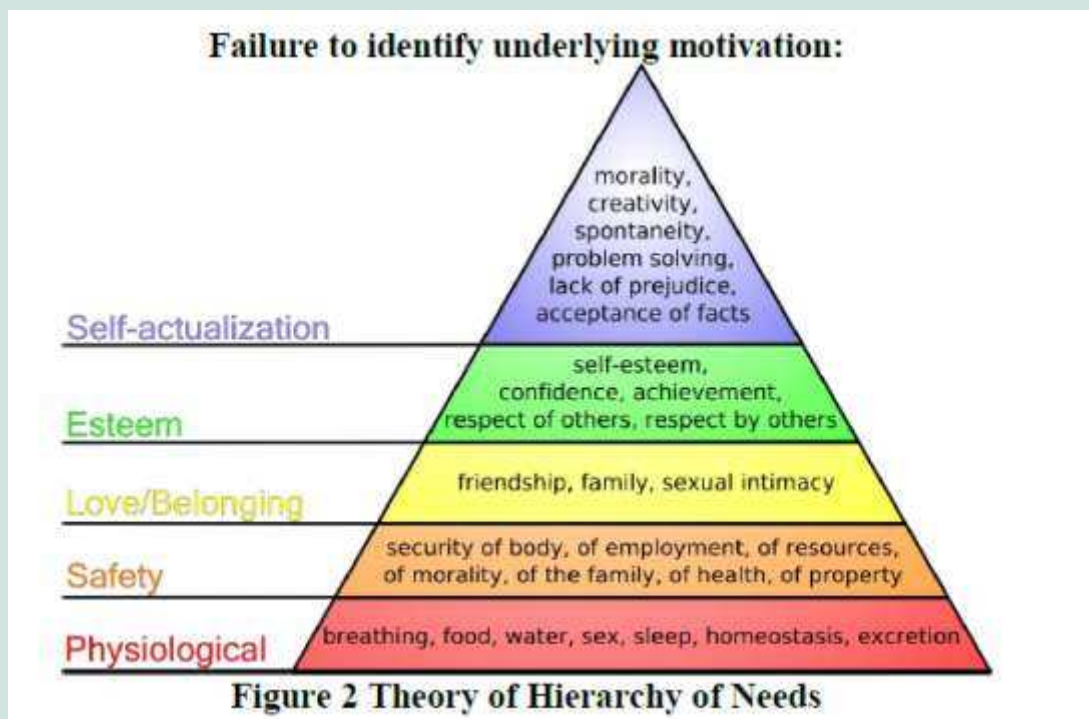 Failure to identify underlying motivation:
morality,
creativity,
spontaneity,
problem solving,
lack of prejudice,
acceptance of facts
Self-actualization
self-esteem,
confidence, achievement,
respect of others, respect by others
Esteem
friendship, family, sexual intimacy
Love/Belonging
security of body, of employment, of resources,
of morality, of the family, of health, of property
Safety
breathing, food, water, sex, sleep, homeostasis, excretion
Physiological
Figure 2 Theory of Hierarchy of Needs